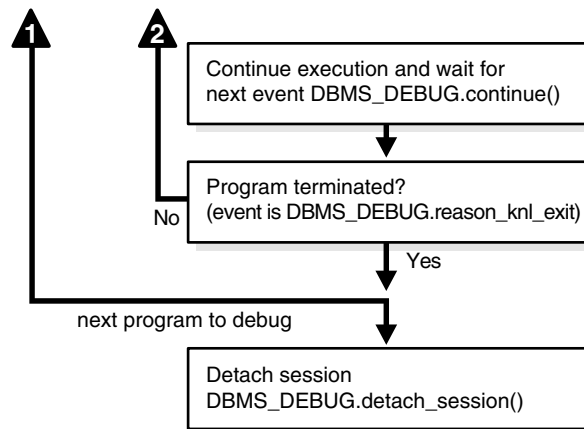 1
2
Continue execution and wait for
next event DBMS_DEBUG.continue()
Program terminated?
(event is DBMS_DEBUG.reason_knl_exit)
No
Yes
next program to debug
Detach session
DBMS_DEBUG.detach_session()